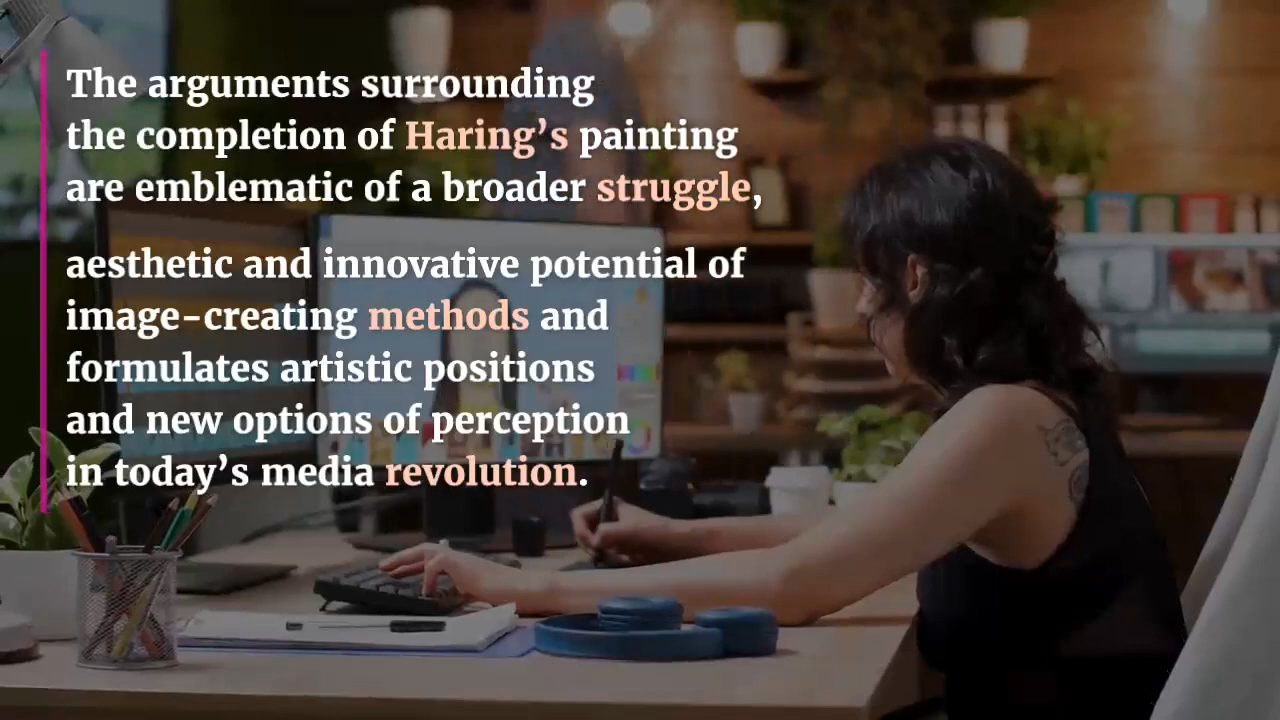 The arguments surrounding
the completion of Haring’s painting
are emblematic of a broader struggle,
aesthetic and innovative potential of
image-creating methods and
formulates artistic positions
and new options of perception
in today’s media revolution.